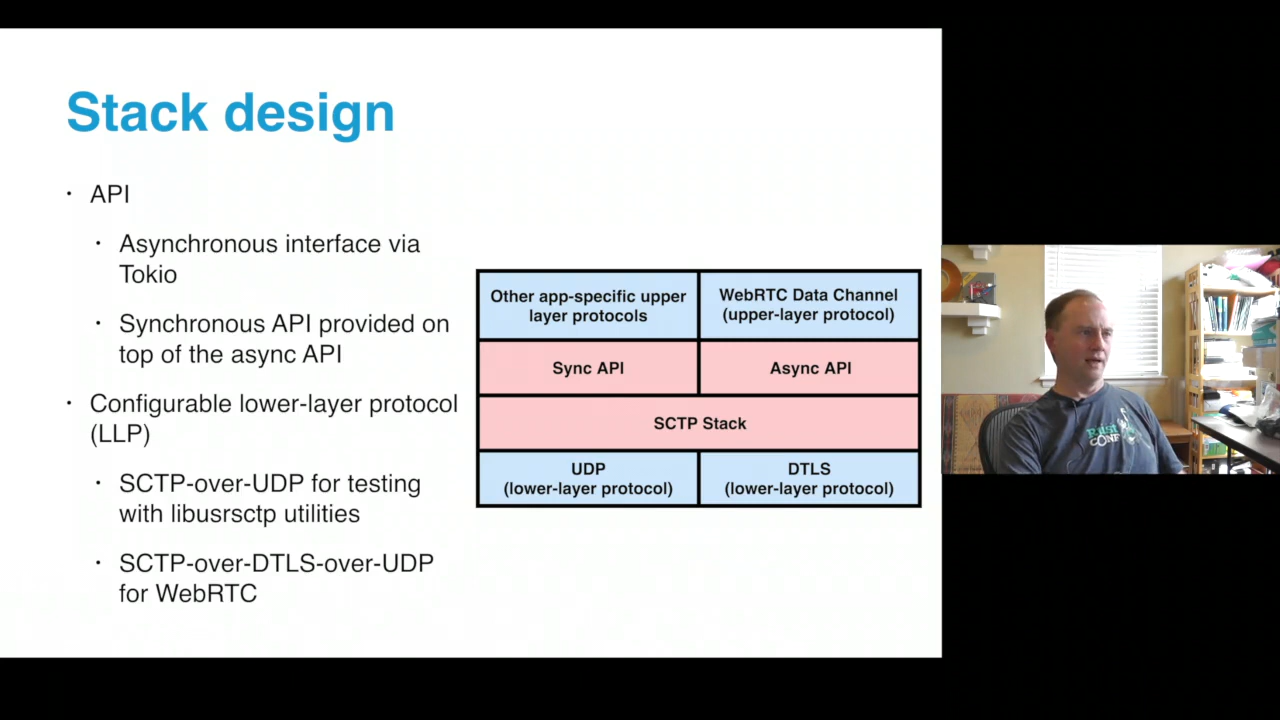 Stack design
· API
· Asynchronous interface via
Tokio
· Synchronous API provided on
top of the async API
· Configurable lower-layer protocol
(LLP)
· SCTP-over-UDP for testing
with libusrsctp utilities
· SCTP-over-DTLS-over-UDP
for WebRTC
Other app-specific upper
layer protocols
WebRTC Data Channel
(upper-layer protocol)
Sync API
Async API
SCTP Stack
UDP
(lower-layer protocol)
DTLS
(lower-layer protocol)
Rust
CONF